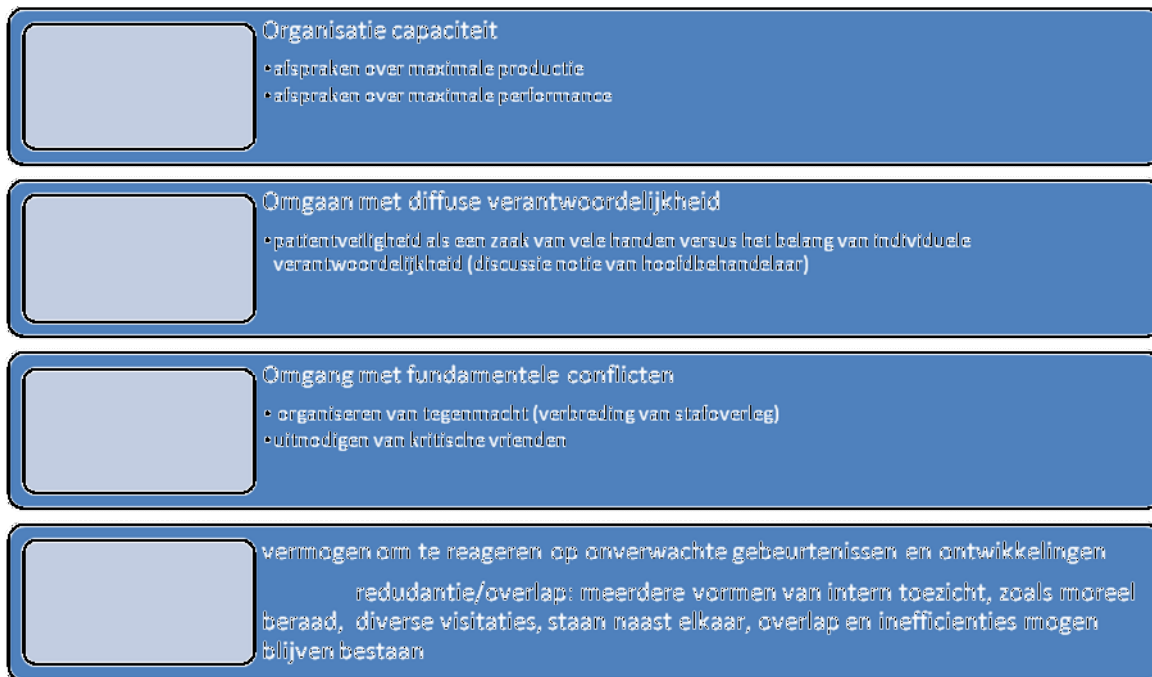 Organisatie capaciteit
•afspraken over maximale productie
•afspraken over maximale performance
Omgaan met diffuse verantwoordelijkheid
•patientveiligheid als een zaak van vele handen versus het belang van individuele
verantwoordelijkheid (discussie notie van hoofdbehandelaar)
Omgang met fundamentele conflicten
• organiseren van tegenmacht (verbreding van stafoverleg)
•uitnodigen van kritische vrienden
vermogen om te reageren op onverwachte gebeurtenissen en ontwikkelingen
redudantie/overlap: meerdere vormen van intern toezicht, zoals moreel
beraad, diverse visitaties, staan naast elkaar, overlap en inefficienties mogen
blijven bestaan